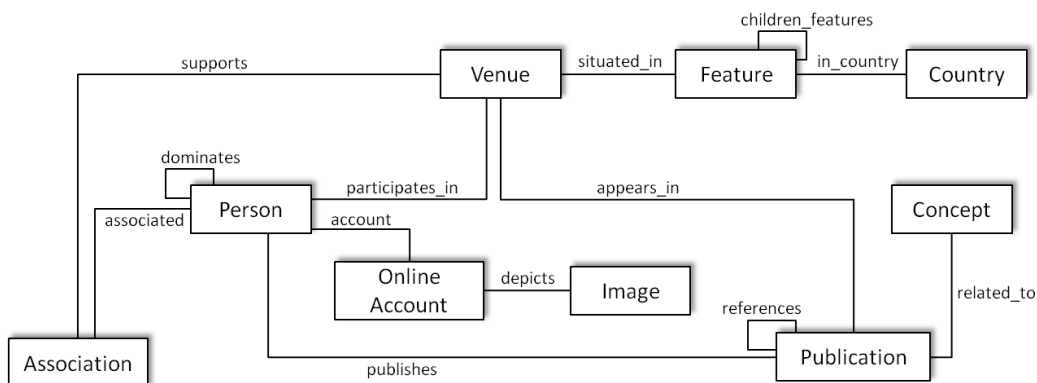 children_features
supports
Venue
situated_in
Feature
in_country
Country
dominates
Person
participates_in
appears_in
Concept
associated
account
Online
Account
depicts
Image
references
related_to
Association
publishes
Publication